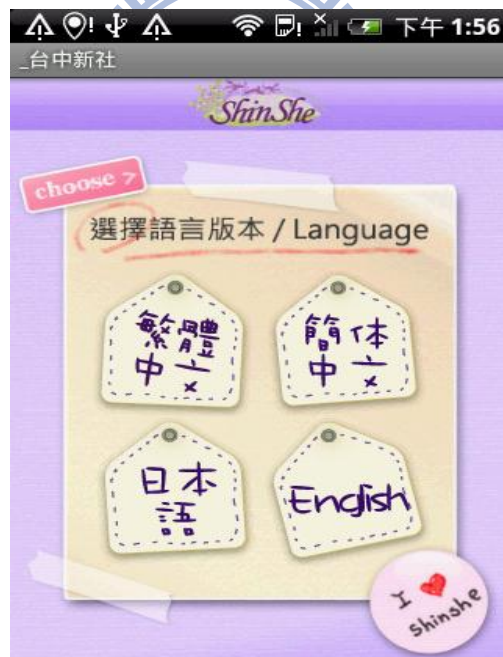 下午 1:56
_台中新社
ShinShe
choose >
選擇語言版本 / Language
繁體
中文
簡体
中文
日本
語
English
I ❤
Shinshe